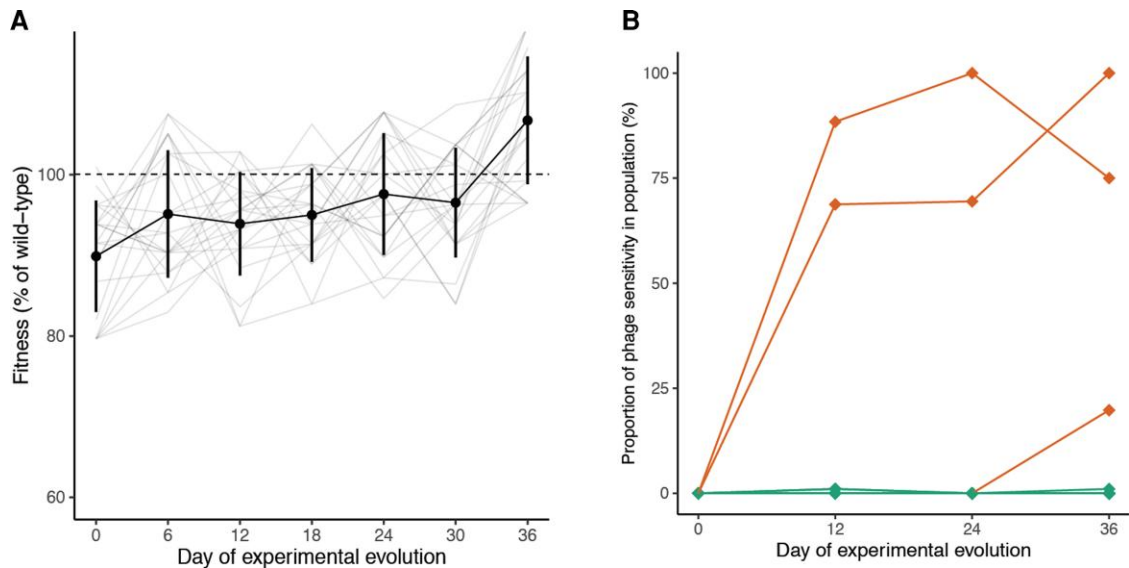 A
Fitness (% of wild−type)
100
80
60
0 6 12 18 24 30 36
Day of experimental evolution
B
Proportion of phage sensitivity in population (%)
100
75
50
25
0
0 12 24 36
Day of experimental evolution